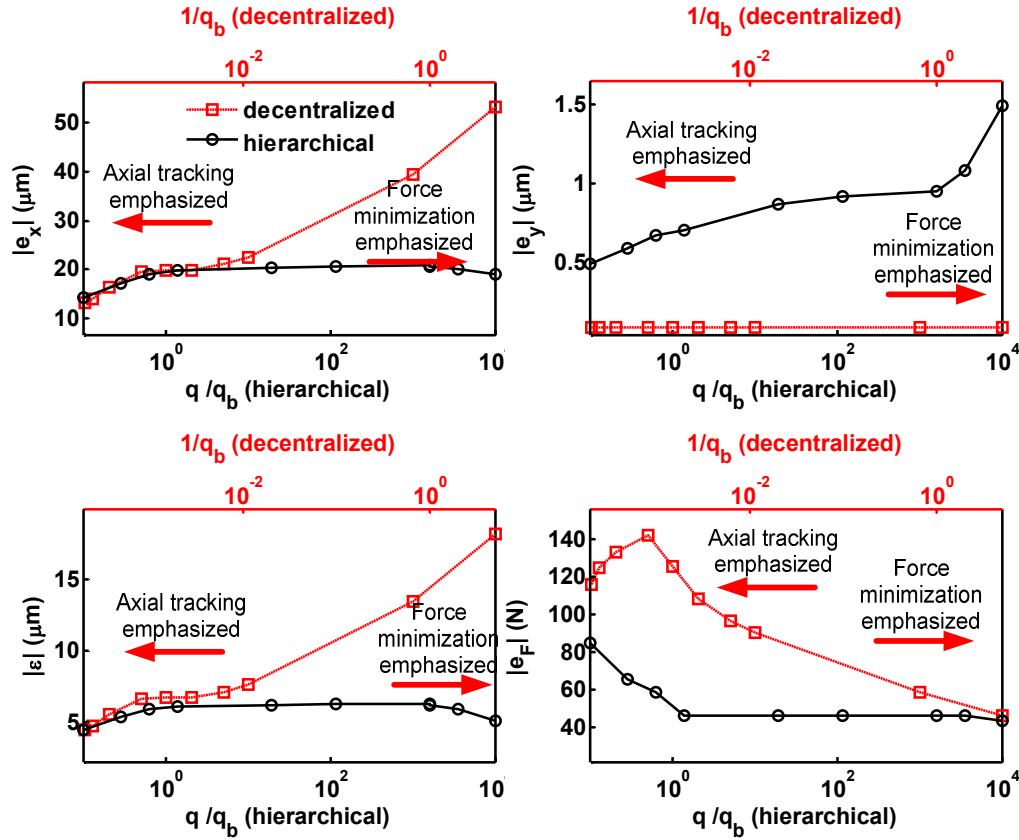 1/q_b (decentralized)
10^-2 10^0
|e_x| (μm)
50
40
30
20
10
decentralized
hierarchical
Axial tracking
emphasized
Force
minimization
emphasized
10^0 10^2 10
q /q_b (hierarchical)
1/q_b (decentralized)
10^-2 10^0
|e_y| (μm)
1.5
1
0.5
Axial tracking
emphasized
Force
minimization
emphasized
10^0 10^2 10^4
q /q_b (hierarchical)
1/q_b (decentralized)
10^-2 10^0
|ε| (μm)
15
10
5
Axial tracking
emphasized
Force
minimization
emphasized
10^0 10^2 10
q /q_b (hierarchical)
1/q_b (decentralized)
10^-2 10^0
|e_F| (N)
140
120
100
80
60
40
Axial tracking
emphasized
Force
minimization
emphasized
10^0 10^2 10^4
q /q_b (hierarchical)